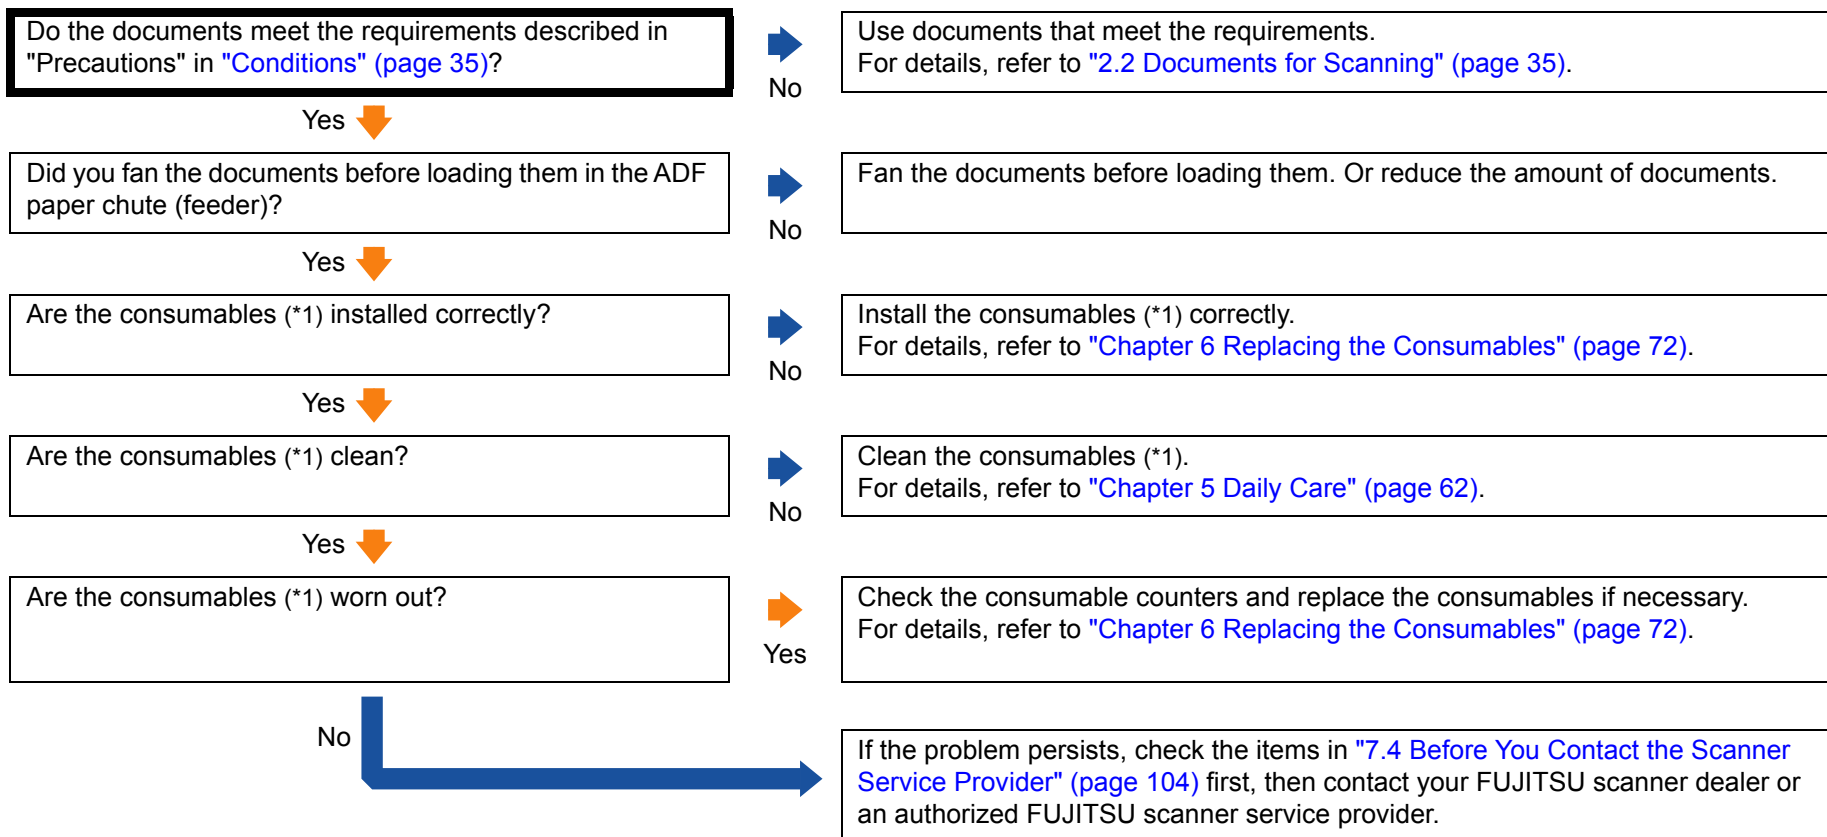 Do the documents meet the requirements described in
"Precautions" in "Conditions" (page 35)?
No
Use documents that meet the requirements.
For details, refer to "2.2 Documents for Scanning" (page 35).
Yes
Did you fan the documents before loading them in the ADF
paper chute (feeder)?
No
Fan the documents before loading them. Or reduce the amount of documents.
Yes
Are the consumables (*1) installed correctly?
No
Install the consumables (*1) correctly.
For details, refer to "Chapter 6 Replacing the Consumables" (page 72).
Yes
Are the consumables (*1) clean?
No
Clean the consumables (*1).
For details, refer to "Chapter 5 Daily Care" (page 62).
Yes
Are the consumables (*1) worn out?
Yes
Check the consumable counters and replace the consumables if necessary.
For details, refer to "Chapter 6 Replacing the Consumables" (page 72).
No
If the problem persists, check the items in "7.4 Before You Contact the Scanner
Service Provider" (page 104) first, then contact your FUJITSU scanner dealer or
an authorized FUJITSU scanner service provider.